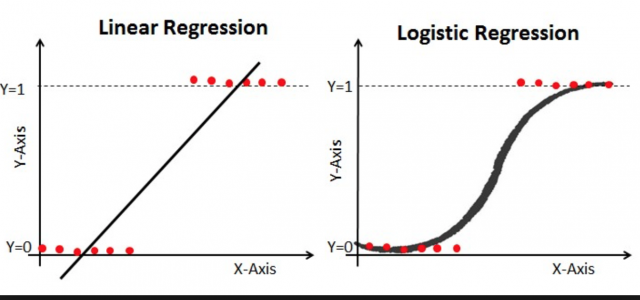 Linear Regression
Y=1
Y-Axis
Y=0
X-Axis
Logistic Regression
Y=1
Y-Axis
Y=0
X-Axis